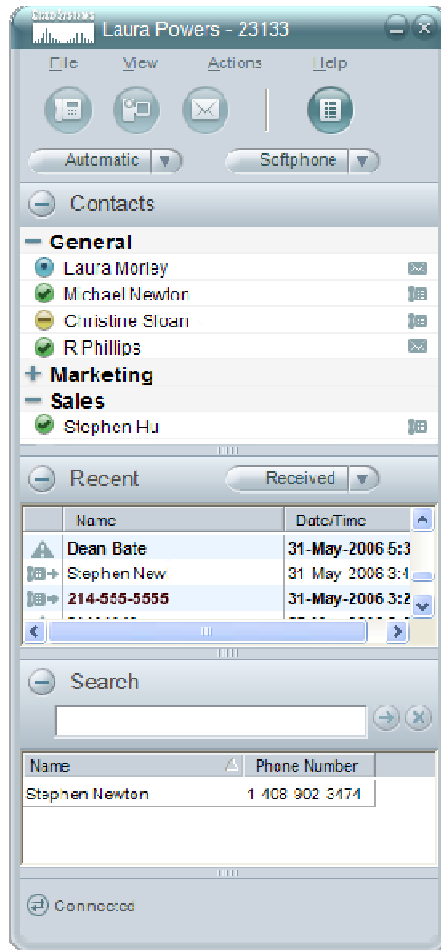 CISCO SYSTEMS
Laura Powers - 23133
File View Actions Help
Automatic Softphone
Contacts
General
Laura Morley
Michael Newton
Christine Sloan
R Phillips
Marketing
Sales
Stephen Hu
Recent Received
Name Date/Time
Dean Bate 31-May-2006 5:3
Stephen New 31 May 2006 3:4
214-555-5555 31-May-2006 3:2
Search
Name Phone Number
Stephen Newton 1 408 902 3474
Connected